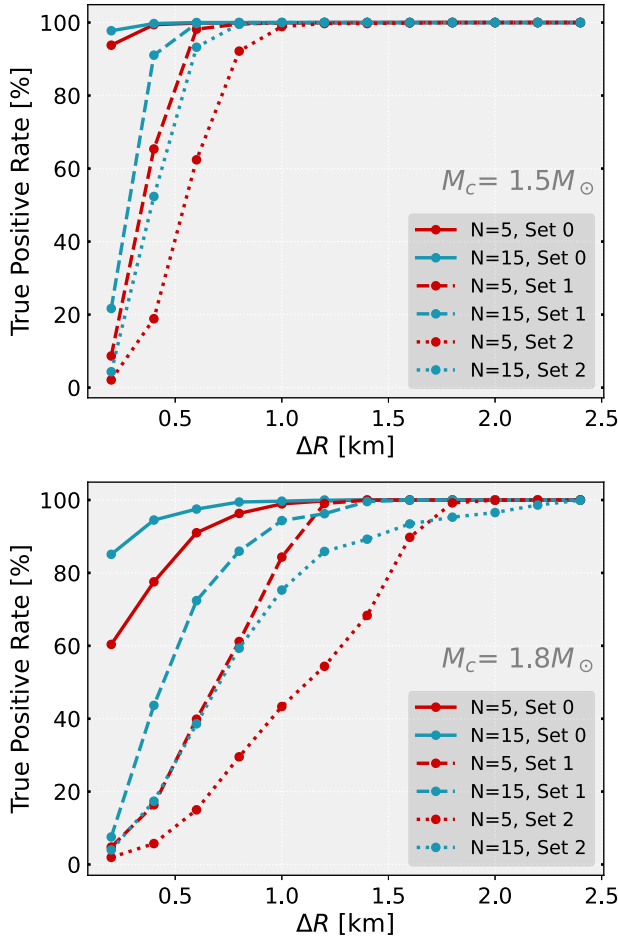 100
80
60
40
20
0
True Positive Rate [%]
M_c = 1.5M_⊙
N=5, Set 0
N=15, Set 0
N=5, Set 1
N=15, Set 1
N=5, Set 2
N=15, Set 2
0.5 1.0 1.5 2.0 2.5
ΔR [km]
100
80
60
40
20
0
True Positive Rate [%]
M_c = 1.8M_⊙
N=5, Set 0
N=15, Set 0
N=5, Set 1
N=15, Set 1
N=5, Set 2
N=15, Set 2
0.5 1.0 1.5 2.0 2.5
ΔR [km]